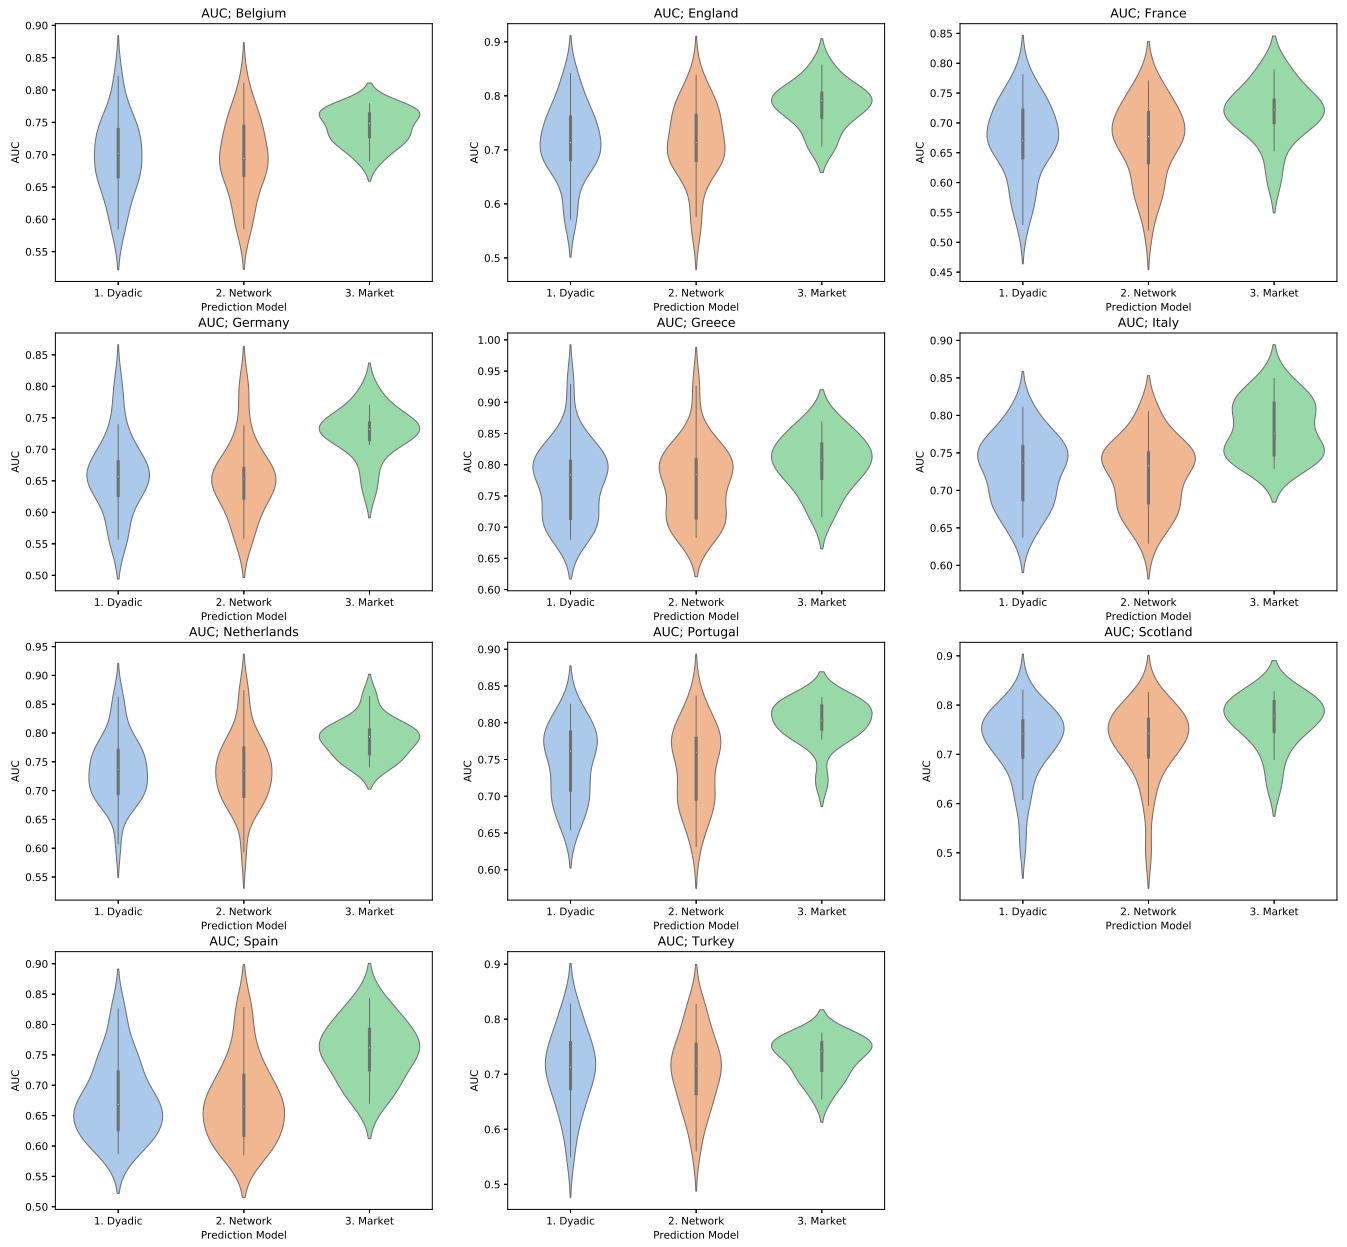 AUC; Belgium
AUC
0.90
0.85
0.80
0.75
0.70
0.65
0.60
0.55
1. Dyadic 2. Network 3. Market
Prediction Model
AUC; England
AUC
0.9
0.8
0.7
0.6
0.5
1. Dyadic 2. Network 3. Market
Prediction Model
AUC; France
AUC
0.85
0.80
0.75
0.70
0.65
0.60
0.55
0.50
0.45
1. Dyadic 2. Network 3. Market
Prediction Model
AUC; Germany
AUC
0.85
0.80
0.75
0.70
0.65
0.60
0.55
0.50
1. Dyadic 2. Network 3. Market
Prediction Model
AUC; Greece
AUC
1.00
0.95
0.90
0.85
0.80
0.75
0.70
0.65
0.60
1. Dyadic 2. Network 3. Market
Prediction Model
AUC; Italy
AUC
0.90
0.85
0.80
0.75
0.70
0.65
0.60
1. Dyadic 2. Network 3. Market
Prediction Model
AUC; Netherlands
AUC
0.95
0.90
0.85
0.80
0.75
0.70
0.65
0.60
0.55
1. Dyadic 2. Network 3. Market
Prediction Model
AUC; Portugal
AUC
0.90
0.85
0.80
0.75
0.70
0.65
0.60
1. Dyadic 2. Network 3. Market
Prediction Model
AUC; Scotland
AUC
0.9
0.8
0.7
0.6
0.5
1. Dyadic 2. Network 3. Market
Prediction Model
AUC; Spain
AUC
0.90
0.85
0.80
0.75
0.70
0.65
0.60
0.55
0.50
1. Dyadic 2. Network 3. Market
Prediction Model
AUC; Turkey
AUC
0.9
0.8
0.7
0.6
0.5
1. Dyadic 2. Network 3. Market
Prediction Model